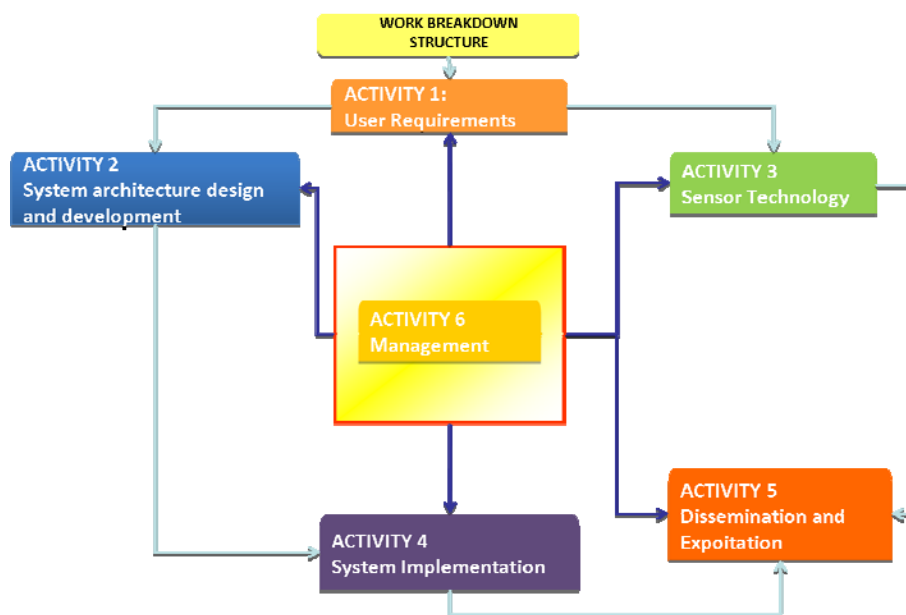 WORK BREAKDOWN
STRUCTURE
ACTIVITY 1:
User Requirements
ACTIVITY 2
System architecture design
and development
ACTIVITY 3
Sensor Technology
ACTIVITY 6
Management
ACTIVITY 4
System Implementation
ACTIVITY 5
Dissemination and
Expoitation